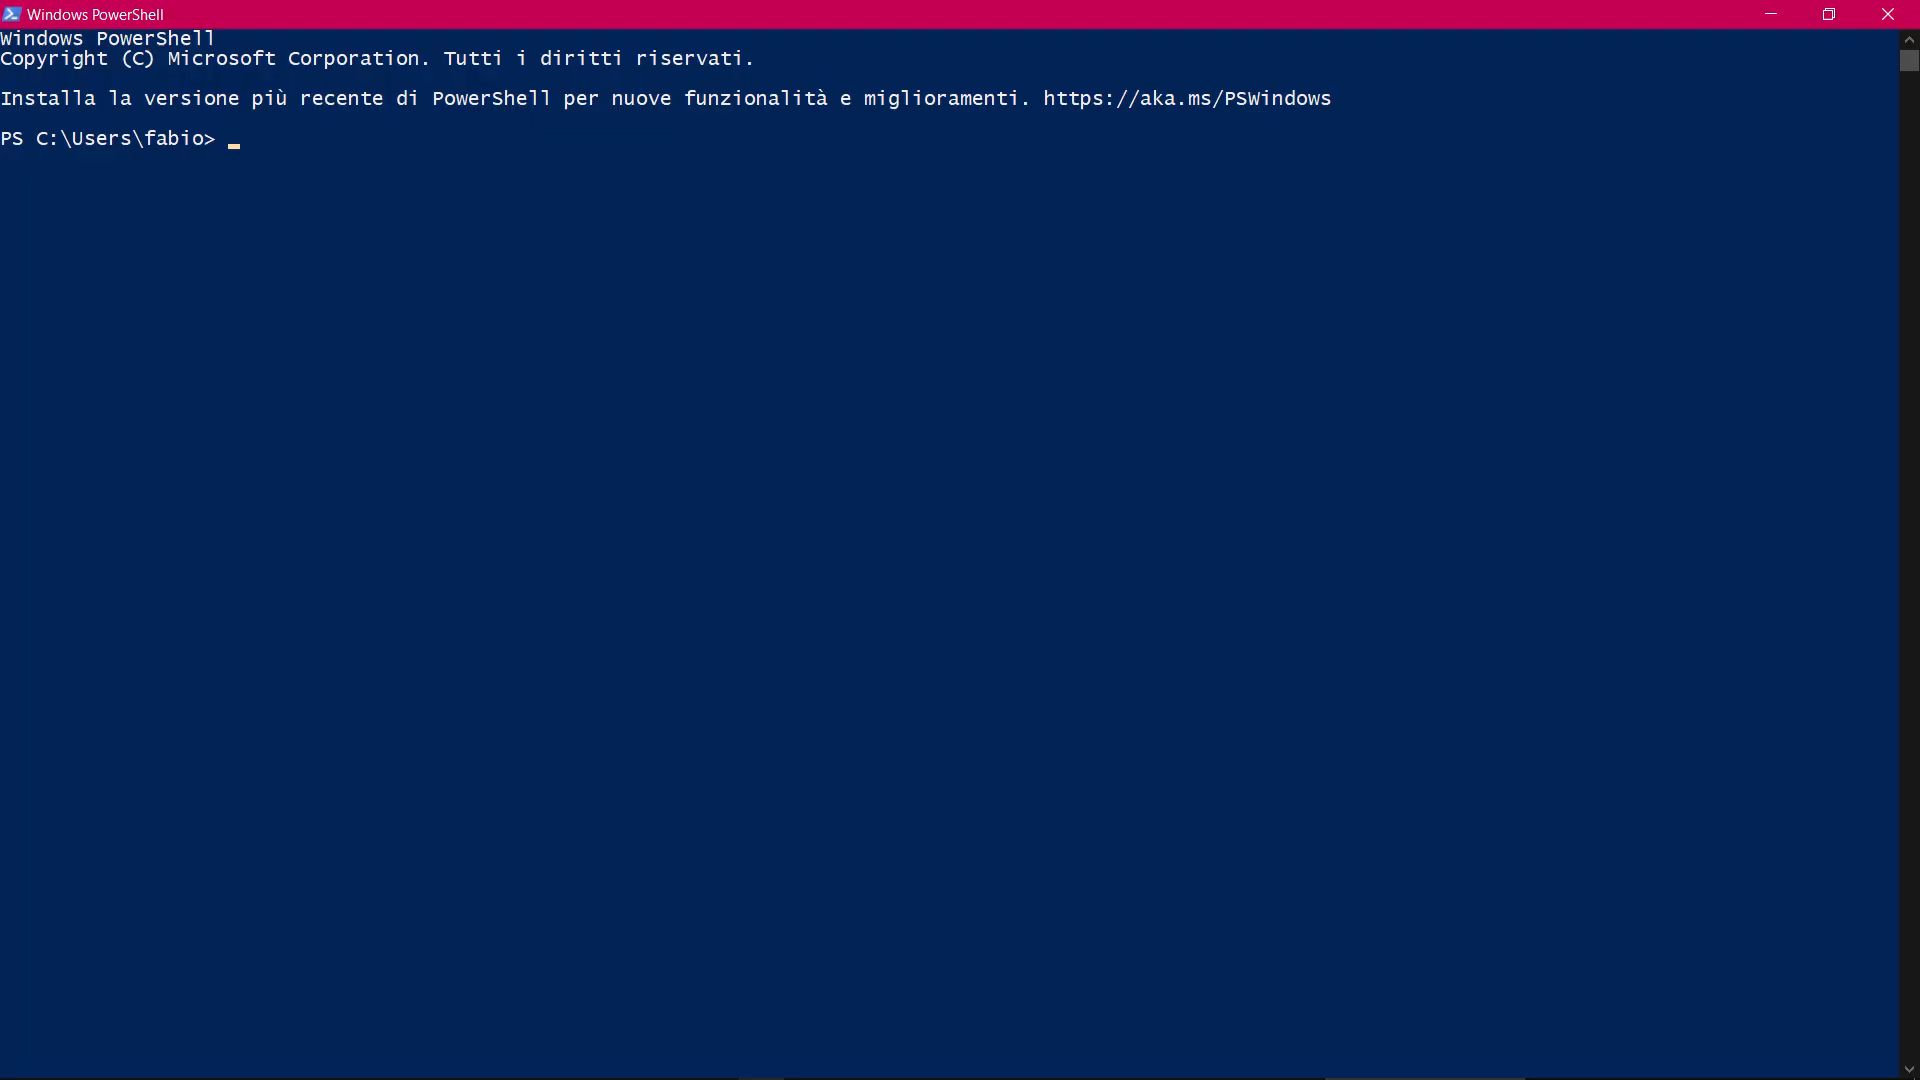 Windows PowerShell
Windows PowerShell
Copyright (C) Microsoft Corporation. Tutti i diritti riservati.
Installa la versione più recente di PowerShell per nuove funzionalità e miglioramenti. https://aka.ms/PSWindows
PS C:\Users\fabio> _